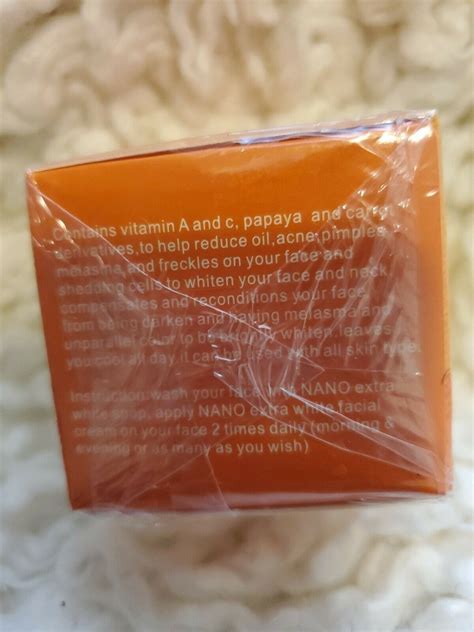 Contains vitamin A and c, papaya and carrot
derivatives,to help reduce oil,acne,pimples
melasma,and freckles on your face and
shedding cells to whiten your face and neck,
compensates and reconditions your face
from being darken and having melasma and
unparallel color to be brighter whiten,leaves
you cool all day.it can be used with all skin type.
Instruction:wash your face with NANO extra
white soap, apply NANO extra white facial
cream on your face 2 times daily (morning &
evening or as many as you wish)